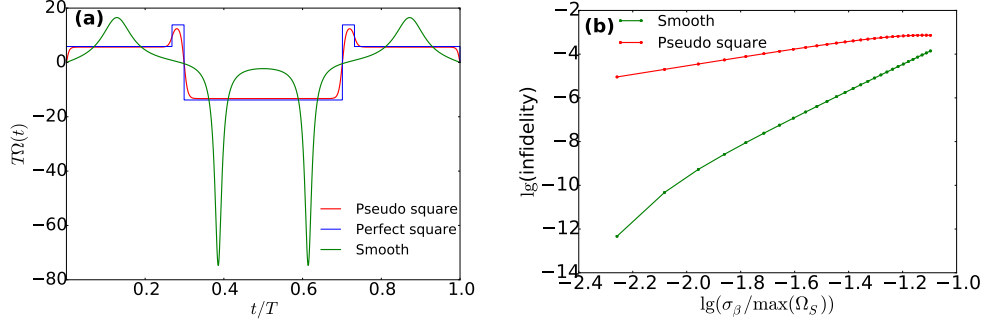 (a)
20
0
−20
−40
−60
−80
TΩ(t)
0.2
0.4
0.6
0.8
1.0
t/T
Pseudo square
Perfect square
Smooth
(b)
−2
−4
−6
−8
−10
−12
−14
lg(infidelity)
−2.4
−2.2
−2.0
−1.8
−1.6
−1.4
−1.2
−1.0
lg(σ_β/max(Ω_S))
Smooth
Pseudo square